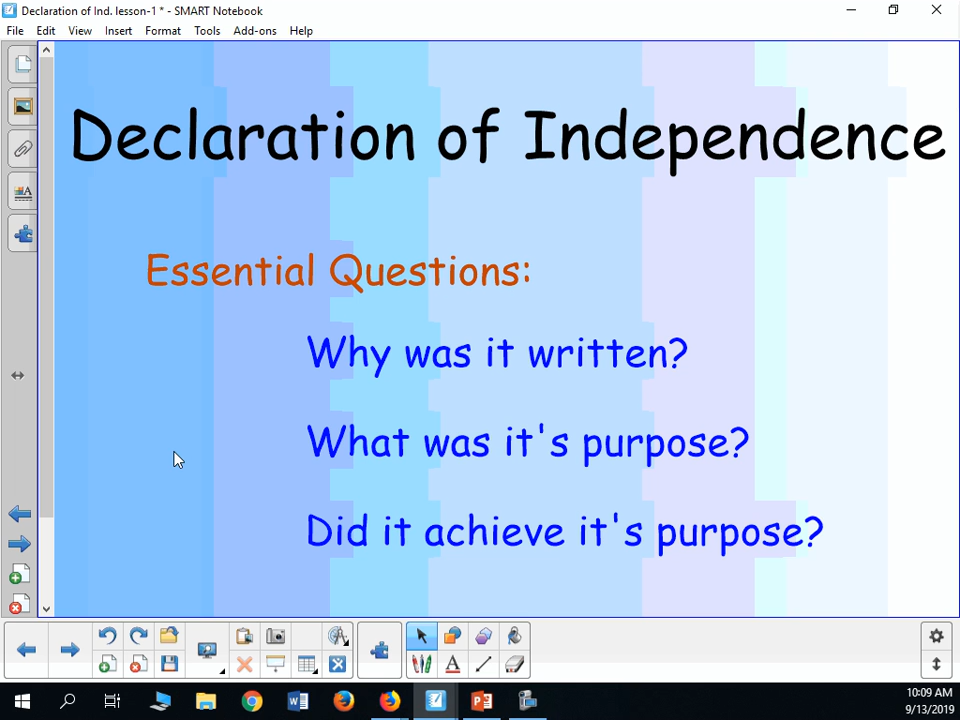 Declaration of Ind. lesson-1 * - SMART Notebook
File Edit View Insert Format Tools Add-ons Help
Declaration of Independence
Essential Questions:
Why was it written?
What was it's purpose?
Did it achieve it's purpose?
10:09 AM
9/13/2019